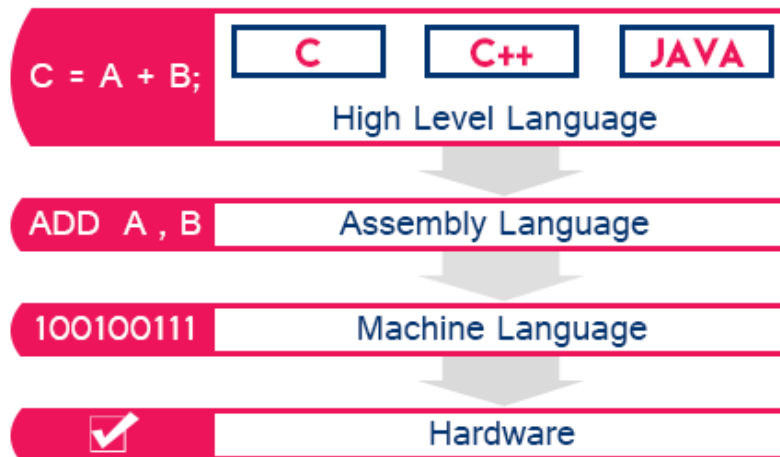 C = A + B;
C
C++
JAVA
High Level Language
ADD A , B
Assembly Language
100100111
Machine Language
Hardware